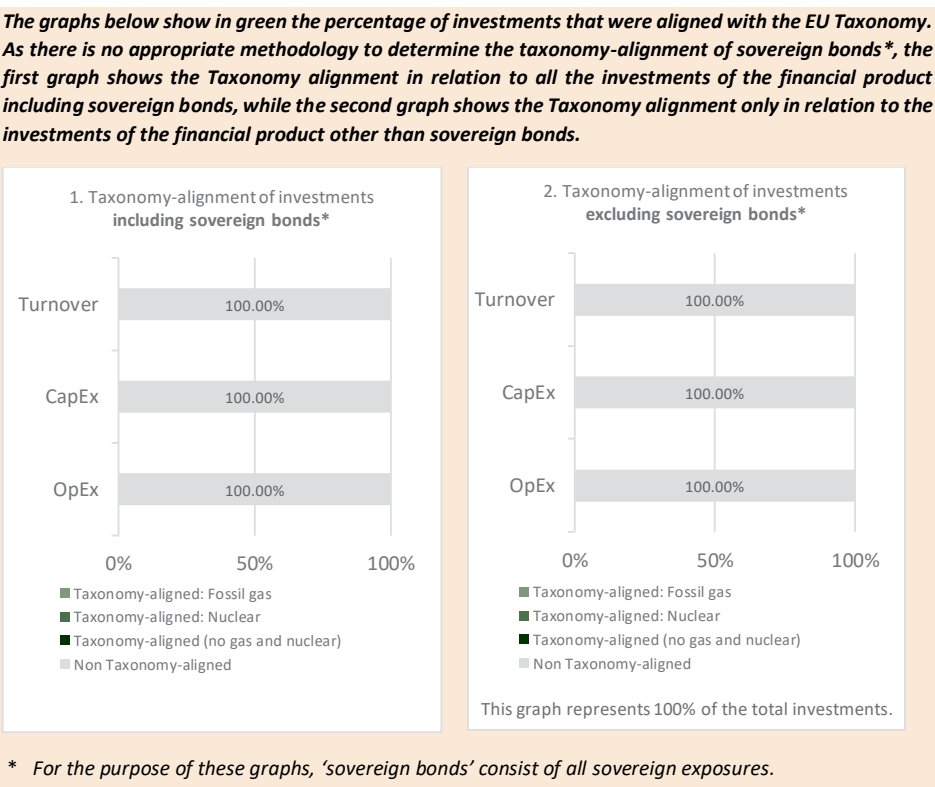 The graphs below show in green the percentage of investments that were aligned with the EU Taxonomy.
As there is no appropriate methodology to determine the taxonomy-alignment of sovereign bonds*, the
first graph shows the Taxonomy alignment in relation to all the investments of the financial product
including sovereign bonds, while the second graph shows the Taxonomy alignment only in relation to the
investments of the financial product other than sovereign bonds.
1. Taxonomy-alignment of investments
including sovereign bonds*
Turnover
100.00%
CapEx
100.00%
OpEx
100.00%
0% 50% 100%
Taxonomy-aligned: Fossil gas
Taxonomy-aligned: Nuclear
Taxonomy-aligned (no gas and nuclear)
Non Taxonomy-aligned
2. Taxonomy-alignment of investments
excluding sovereign bonds*
Turnover
100.00%
CapEx
100.00%
OpEx
100.00%
0% 50% 100%
Taxonomy-aligned: Fossil gas
Taxonomy-aligned: Nuclear
Taxonomy-aligned (no gas and nuclear)
Non Taxonomy-aligned
This graph represents 100% of the total investments.
* For the purpose of these graphs, ‘sovereign bonds’ consist of all sovereign exposures.